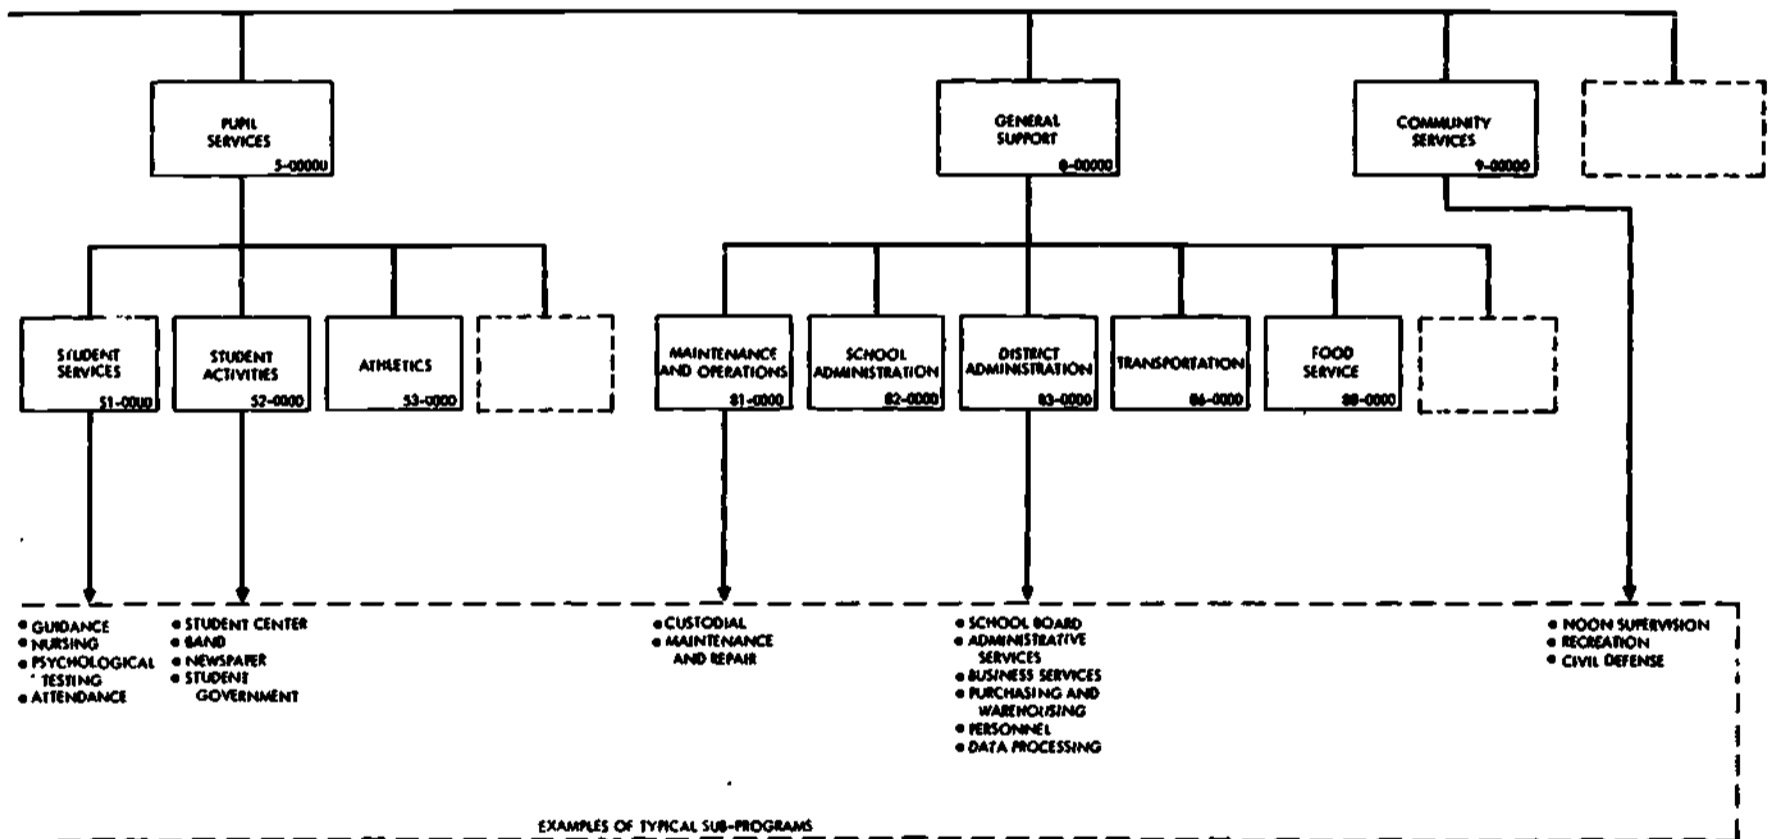 PUPIL
SERVICES
5-00000
GENERAL
SUPPORT
8-00000
COMMUNITY
SERVICES
9-00000
STUDENT
SERVICES
51-0000
STUDENT
ACTIVITIES
52-0000
ATHLETICS
53-0000
MAINTENANCE
AND OPERATIONS
81-0000
SCHOOL
ADMINISTRATION
82-0000
DISTRICT
ADMINISTRATION
83-0000
TRANSPORTATION
86-0000
FOOD
SERVICE
88-0000
• GUIDANCE
• NURSING
• PSYCHOLOGICAL
TESTING
• ATTENDANCE
• STUDENT CENTER
• BAND
• NEWSPAPER
• STUDENT
GOVERNMENT
• CUSTODIAL
• MAINTENANCE
AND REPAIR
• SCHOOL BOARD
• ADMINISTRATIVE
SERVICES
• BUSINESS SERVICES
• PURCHASING AND
WAREHOUSING
• PERSONNEL
• DATA PROCESSING
• NOON SUPERVISION
• RECREATION
• CIVIL DEFENSE
EXAMPLES OF TYPICAL SUB-PROGRAMS